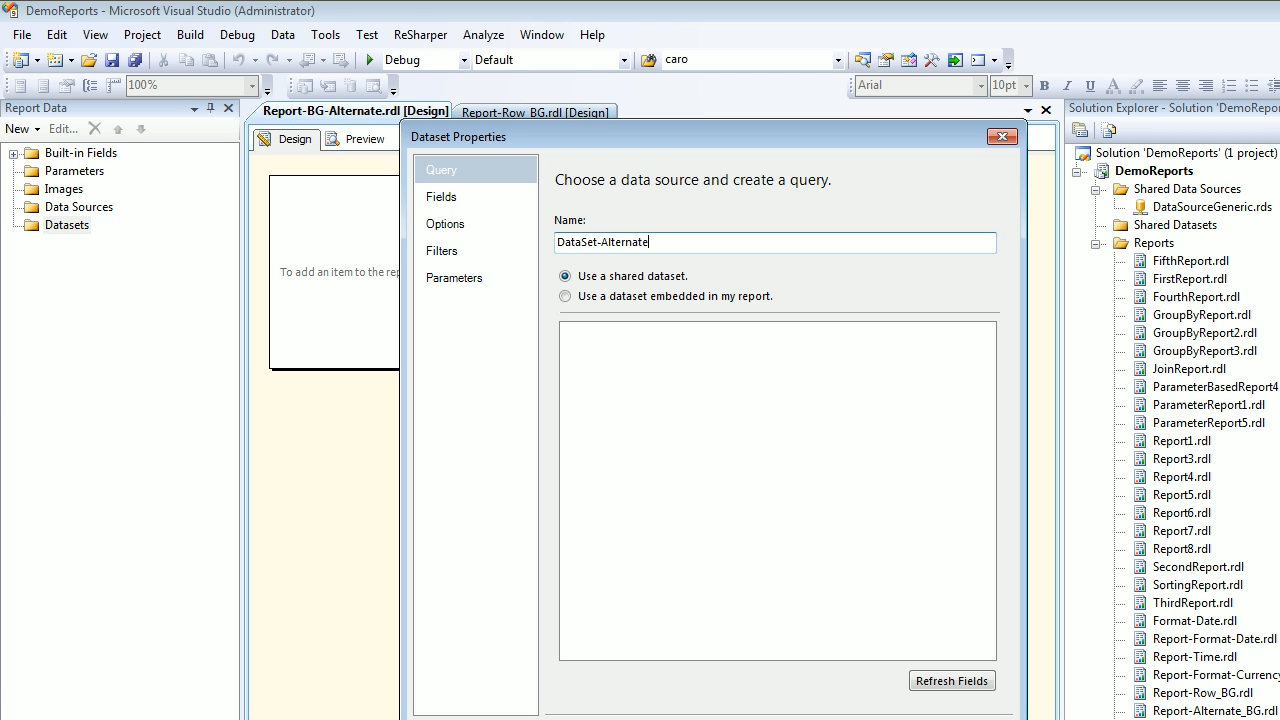 DemoReports - Microsoft Visual Studio (Administrator)
File Edit View Project Build Debug Data Tools Test ReSharper Analyze Window Help
Debug Default caro
100% Arial 10pt B I U A
Report Data
New Edit...
Built-in Fields
Parameters
Images
Data Sources
Datasets
Report-BG-Alternate.rdl [Design] Report-Row_BG.rdl [Design]
Design Preview
To add an item to the rep
Dataset Properties
Query
Fields
Options
Filters
Parameters
Choose a data source and create a query.
Name:
DataSet-Alternate
Use a shared dataset.
Use a dataset embedded in my report.
Refresh Fields
Solution Explorer - Solution 'DemoRepor
Solution 'DemoReports' (1 project)
DemoReports
Shared Data Sources
DataSourceGeneric.rds
Shared Datasets
Reports
FifthReport.rdl
FirstReport.rdl
FourthReport.rdl
GroupByReport.rdl
GroupByReport2.rdl
GroupByReport3.rdl
JoinReport.rdl
ParameterBasedReport4
ParameterReport1.rdl
ParameterReport5.rdl
Report1.rdl
Report3.rdl
Report4.rdl
Report5.rdl
Report6.rdl
Report7.rdl
Report8.rdl
SecondReport.rdl
SortingReport.rdl
ThirdReport.rdl
Format-Date.rdl
Report-Format-Date.rdl
Report-Time.rdl
Report-Format-Currency
Report-Row_BG.rdl
Report-Alternate_BG.rdl